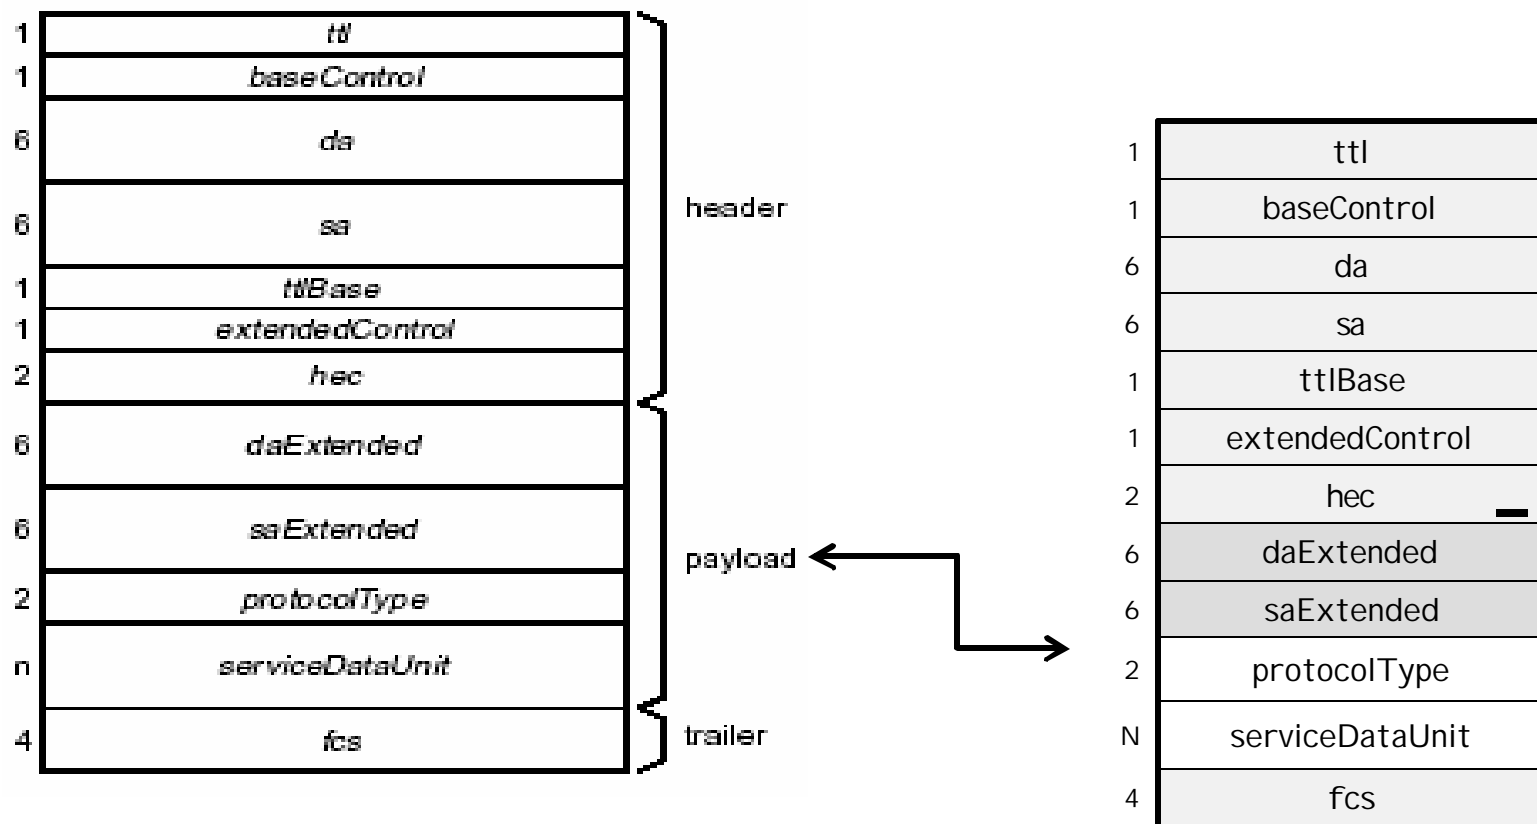 1 ttl
1 baseControl
6 da
6 sa
1 ttlBase
1 extendedControl
2 hec
6 daExtended
6 saExtended
2 protocolType
n serviceDataUnit
4 fcs
header
payload
trailer
1 ttl
1 baseControl
6 da
6 sa
1 ttlBase
1 extendedControl
2 hec
6 daExtended
6 saExtended
2 protocolType
N serviceDataUnit
4 fcs